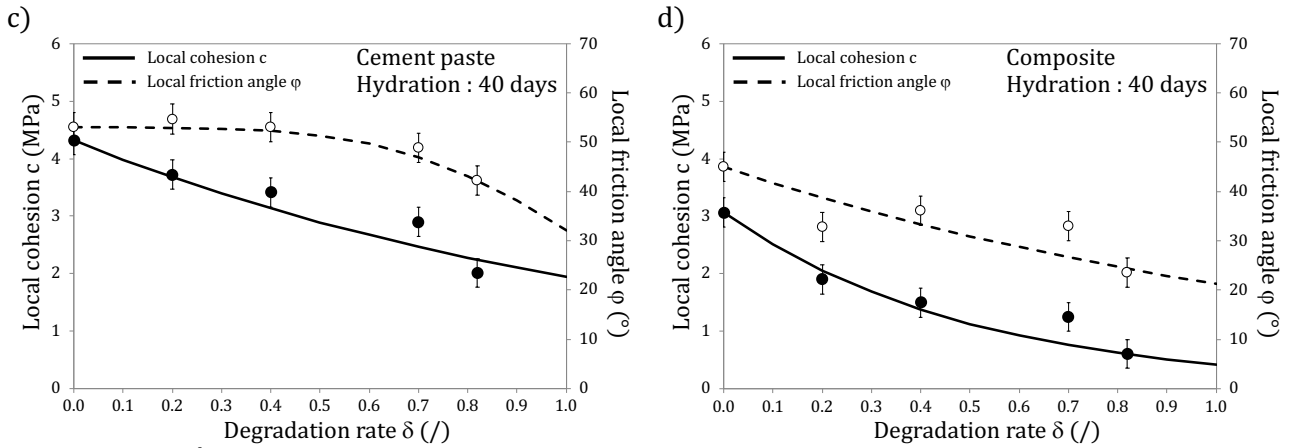 c)
Local cohesion c
Local friction angle φ
Cement paste
Hydration : 40 days
Local cohesion c (MPa)
6
5
4
3
2
1
0
Local friction angle φ (°)
70
60
50
40
30
20
10
0
0.0 0.1 0.2 0.3 0.4 0.5 0.6 0.7 0.8 0.9 1.0
Degradation rate δ (/)
d)
Local cohesion c
Local friction angle φ
Composite
Hydration : 40 days
Local cohesion c (MPa)
6
5
4
3
2
1
0
Local friction angle φ (°)
70
60
50
40
30
20
10
0
0.0 0.1 0.2 0.3 0.4 0.5 0.6 0.7 0.8 0.9 1.0
Degradation rate δ (/)